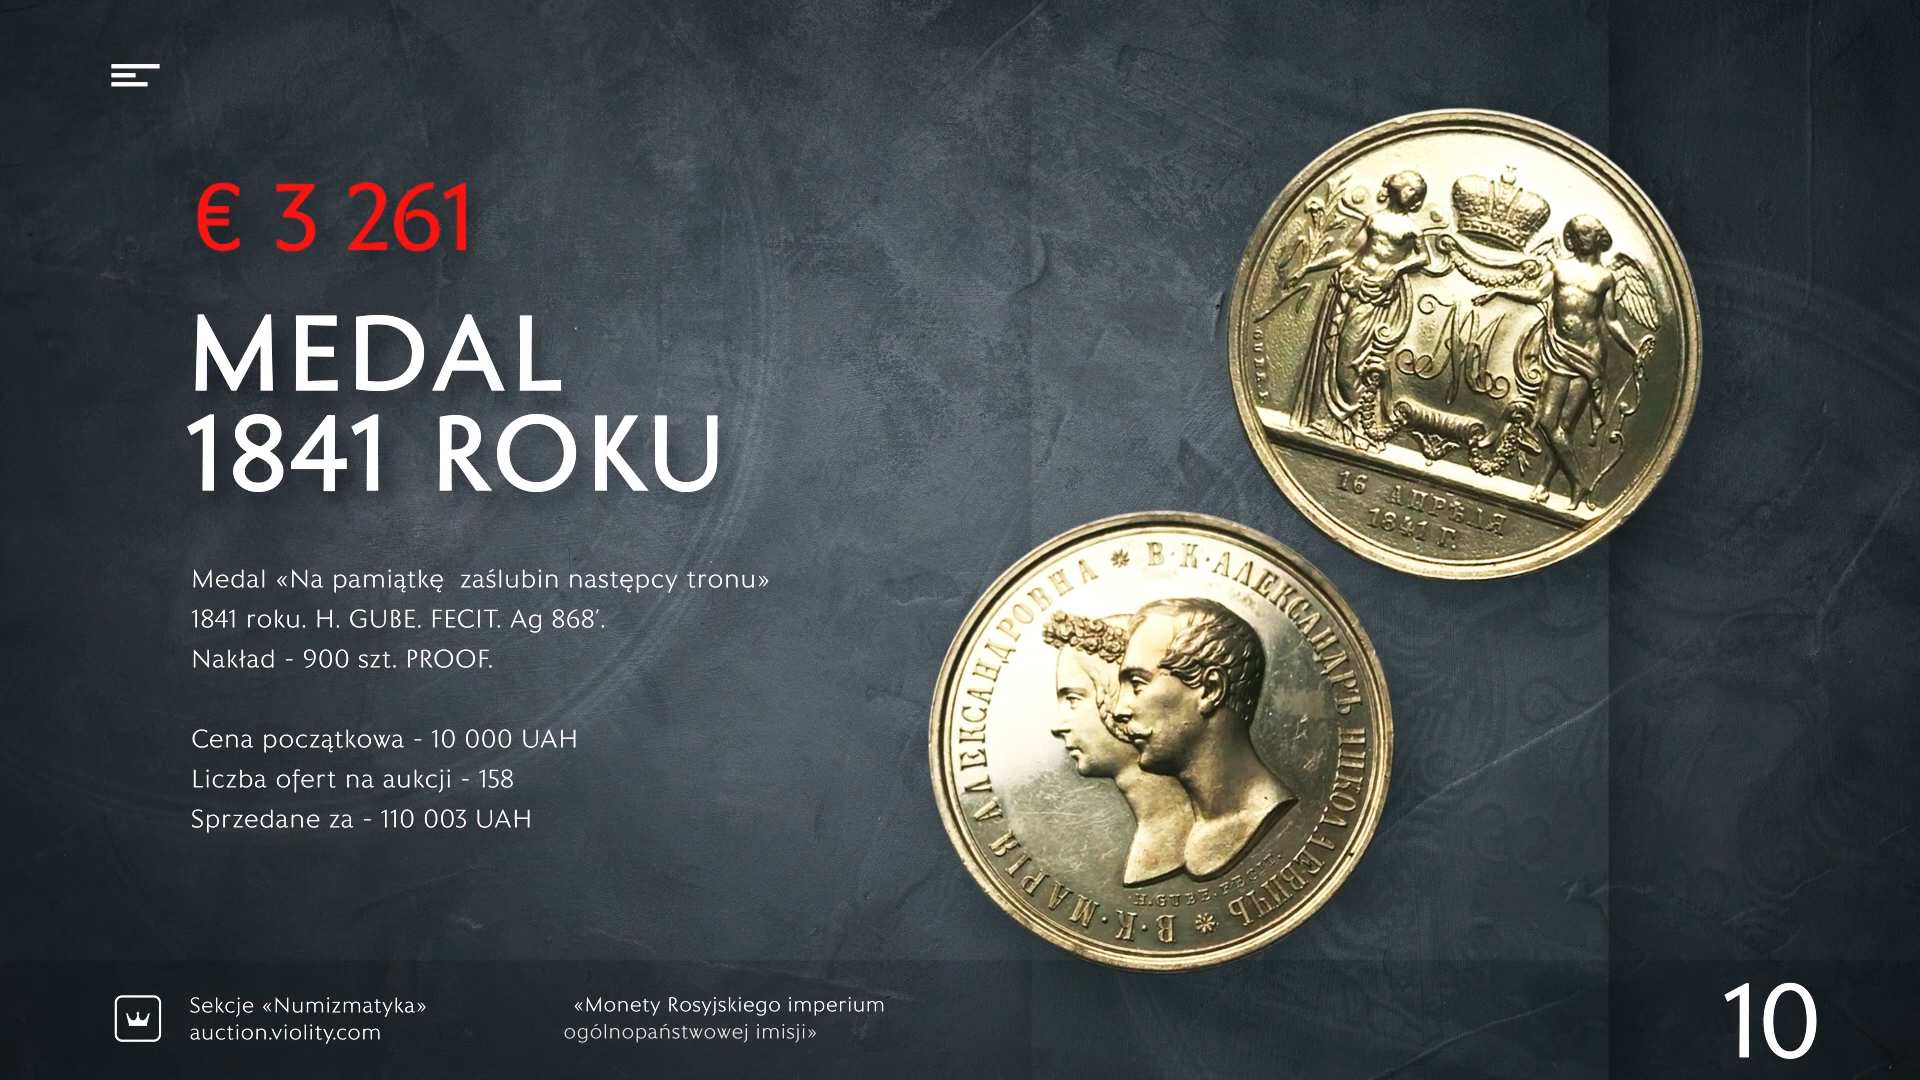 € 3 261
MEDAL
1841 ROKU
Medal «Na pamiątkę zaślubin następcy tronu»
1841 roku. H. GUBE. FECIT. Ag 868'.
Nakład - 900 szt. PROOF.
Cena początkowa - 10 000 UAH
Liczba ofert na aukcji - 158
Sprzedane za - 110 003 UAH
16 АПРѢЛЯ
1841 Г.
В·К·АЛЕКСАНДРЪ НИКОЛАЕВИЧЬ
В·К·МАРІЯ АЛЕКСАНДРОВНА
H.GUBE.FECIT.
Sekcje «Numizmatyka»
auction.violity.com
«Monety Rosyjskiego imperium
ogólnopaństwowej imisji»
10